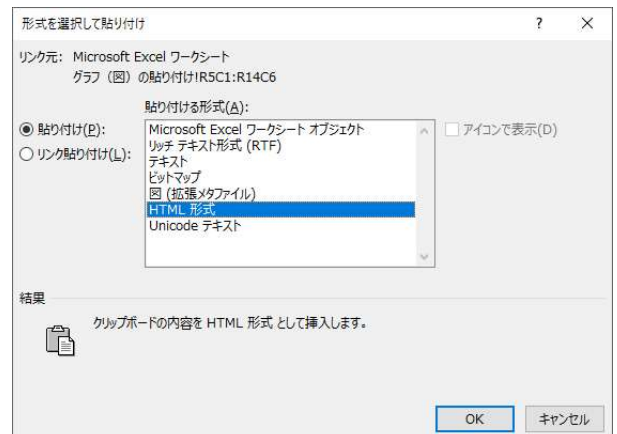 形式を選択して貼り付け ? ×
リンク元: Microsoft Excel ワークシート
グラフ（図）の貼り付け!R5C1:R14C6
貼り付ける形式(A):
貼り付け(P):
リンク貼り付け(L):
Microsoft Excel ワークシート オブジェクト
リッチ テキスト形式 (RTF)
テキスト
ビットマップ
図 (拡張メタファイル)
HTML 形式
Unicode テキスト
アイコンで表示(D)
結果
クリップボードの内容を HTML 形式 として挿入します。
OK キャンセル